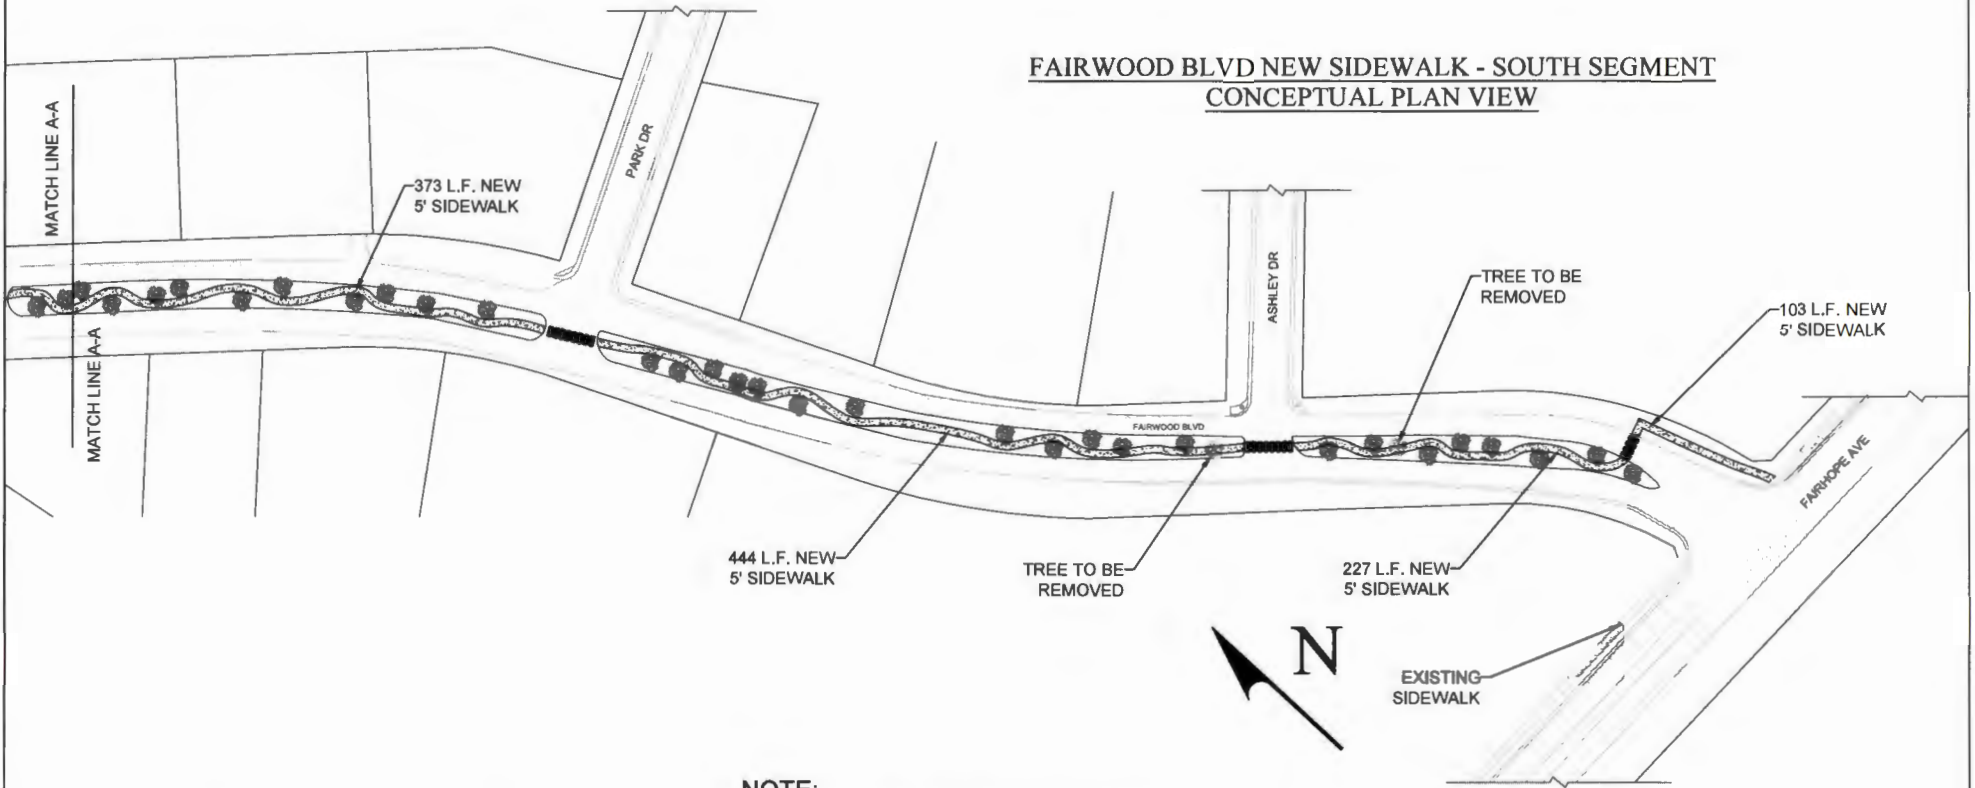 FAIRWOOD BLVD NEW SIDEWALK - SOUTH SEGMENT
CONCEPTUAL PLAN VIEW
MATCH LINE A-A
MATCH LINE A-A
373 L.F. NEW
5' SIDEWALK
PARK DR
ASHLEY DR
TREE TO BE
REMOVED
103 L.F. NEW
5' SIDEWALK
FAIRWOOD BLVD
FAIRHOPE AVE
444 L.F. NEW
5' SIDEWALK
TREE TO BE
REMOVED
227 L.F. NEW
5' SIDEWALK
N
EXISTING
SIDEWALK
NOTE: